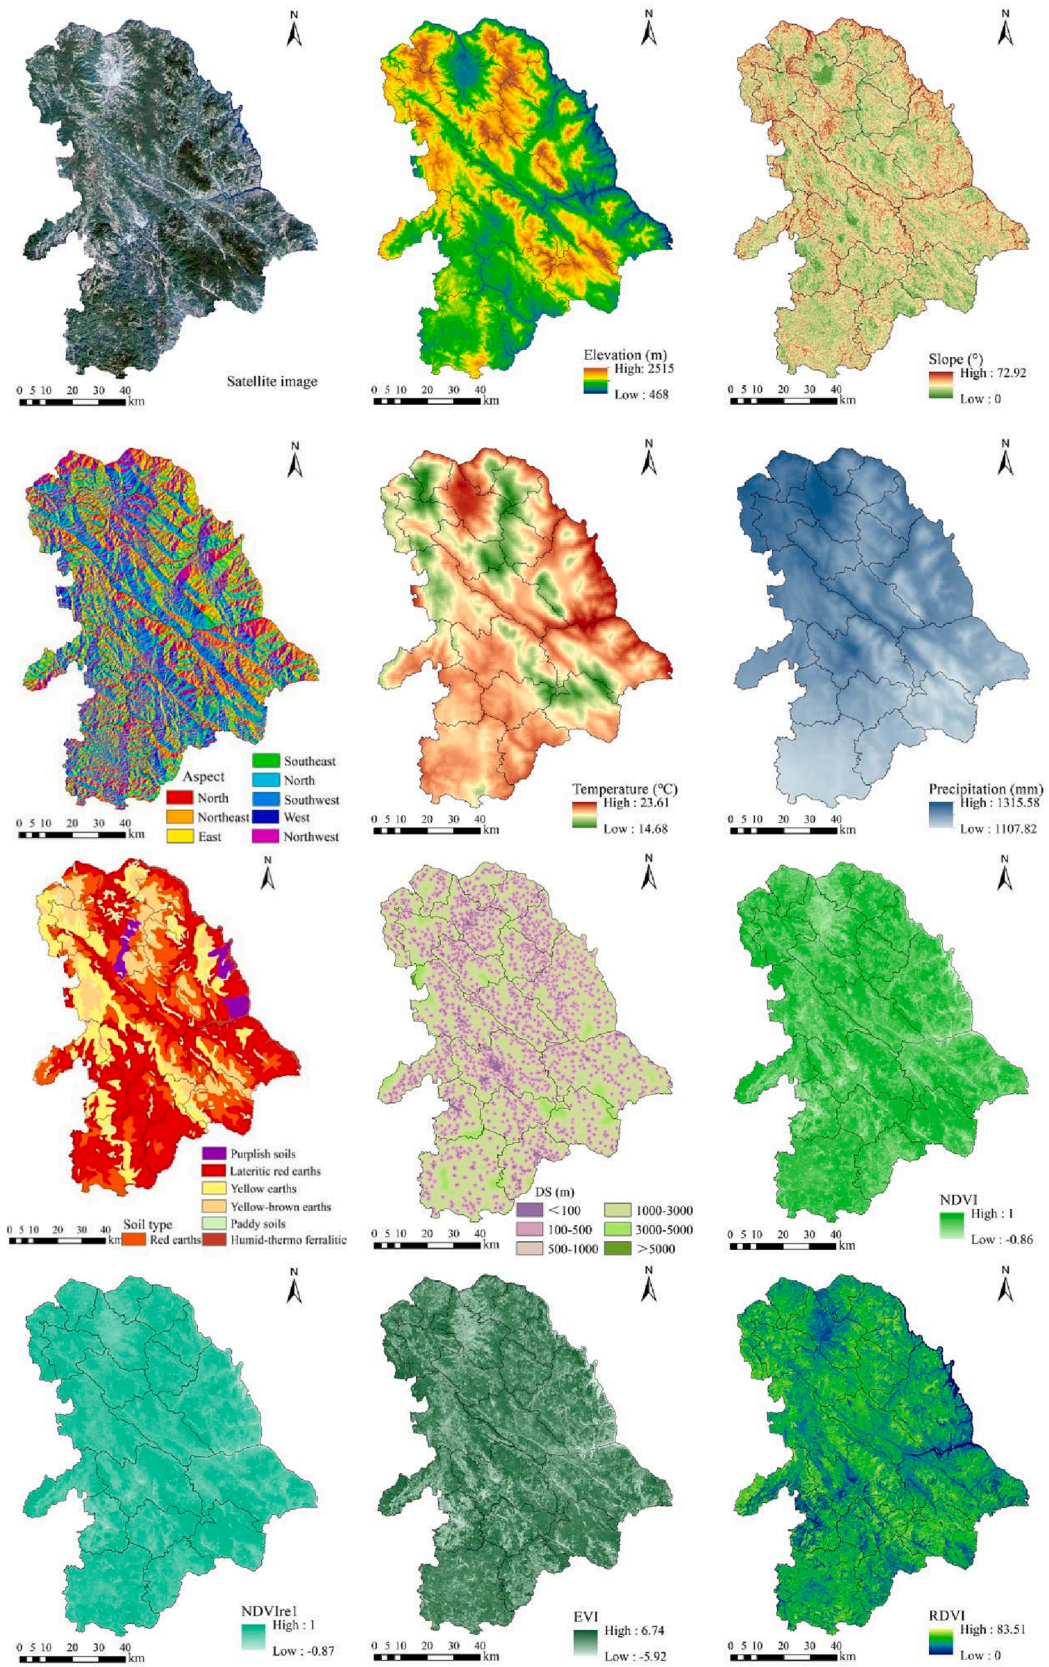 N
N
N
Satellite image
0 5 10 20 30 40 km
Elevation (m)
High: 2515
Low : 468
0 5 10 20 30 40 km
Slope (°)
High : 72.92
Low : 0
0 5 10 20 30 40 km
N
N
N
Aspect
North
Northeast
East
Southeast
North
Southwest
West
Northwest
0 5 10 20 30 40 km
Temperature (℃)
High : 23.61
Low : 14.68
0 5 10 20 30 40 km
Precipitation (mm)
High : 1315.58
Low : 1107.82
0 5 10 20 30 40 km
N
N
N
Soil type
Red earths
Purplish soils
Lateritic red earths
Yellow earths
Yellow-brown earths
Paddy soils
Humid-thermo ferralitic
0 5 10 20 30 40 km
DS (m)
<100
100-500
500-1000
1000-3000
3000-5000
>5000
0 5 10 20 30 40 km
NDVI
High : 1
Low : -0.86
0 5 10 20 30 40 km
N
N
N
NDVIre1
High : 1
Low : -0.87
0 5 10 20 30 40 km
EVI
High : 6.74
Low : -5.92
0 5 10 20 30 40 km
RDVI
High : 83.51
Low : 0
0 5 10 20 30 40 km